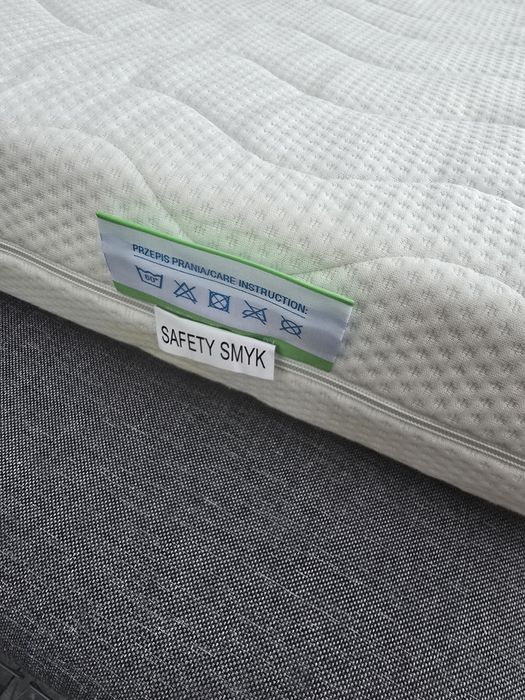 PRZEPIS PRANIA/CARE INSTRUCTION:
60°
SAFETY SMYK